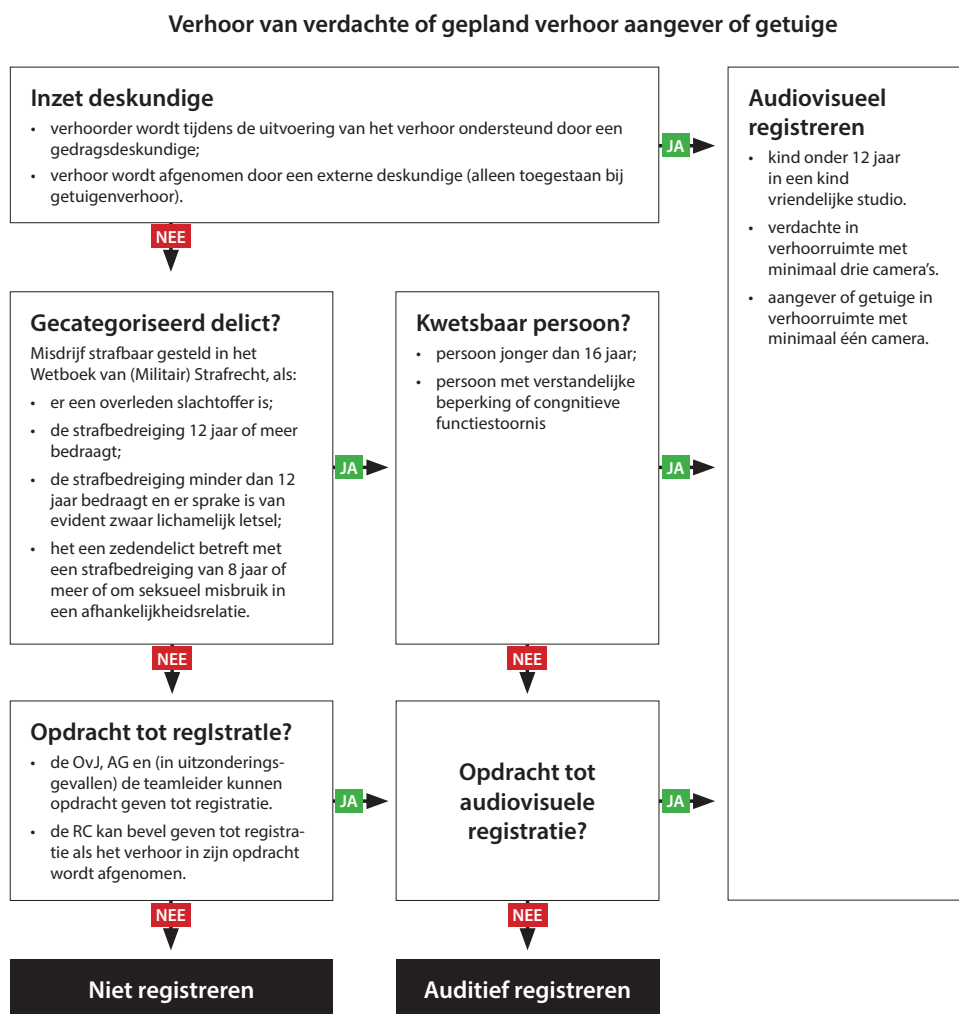 Verhoor van verdachte of gepland verhoor aangever of getuige
Inzet deskundige
• verhoorder wordt tijdens de uitvoering van het verhoor ondersteund door een
gedragsdeskundige;
• verhoor wordt afgenomen door een externe deskundige (alleen toegestaan bij
getuigenverhoor).
JA
NEE
Audiovisueel
registreren
• kind onder 12 jaar
in een kind
vriendelijke studio.
• verdachte in
verhoorruimte met
minimaal drie camera's.
• aangever of getuige in
verhoorruimte met
minimaal één camera.
Gecategoriseerd delict?
Misdrijf strafbaar gesteld in het
Wetboek van (Militair) Strafrecht, als:
• er een overleden slachtoffer is;
• de strafbedreiging 12 jaar of meer
bedraagt;
• de strafbedreiging minder dan 12
jaar bedraagt en er sprake is van
evident zwaar lichamelijk letsel;
• het een zedendelict betreft met
een strafbedreiging van 8 jaar of
meer of om seksueel misbruik in
een afhankelijkheidsrelatie.
JA
NEE
Kwetsbaar persoon?
• persoon jonger dan 16 jaar;
• persoon met verstandelijke
beperking of congnitieve
functiestoornis
JA
NEE
Opdracht tot regIstratIe?
• de OvJ, AG en (in uitzonderings-
gevallen) de teamleider kunnen
opdracht geven tot registratie.
• de RC kan bevel geven tot registra-
tie als het verhoor in zijn opdracht
wordt afgenomen.
JA
NEE
Opdracht tot
audiovisuele
registratie?
JA
NEE
Niet registreren
Auditief registreren